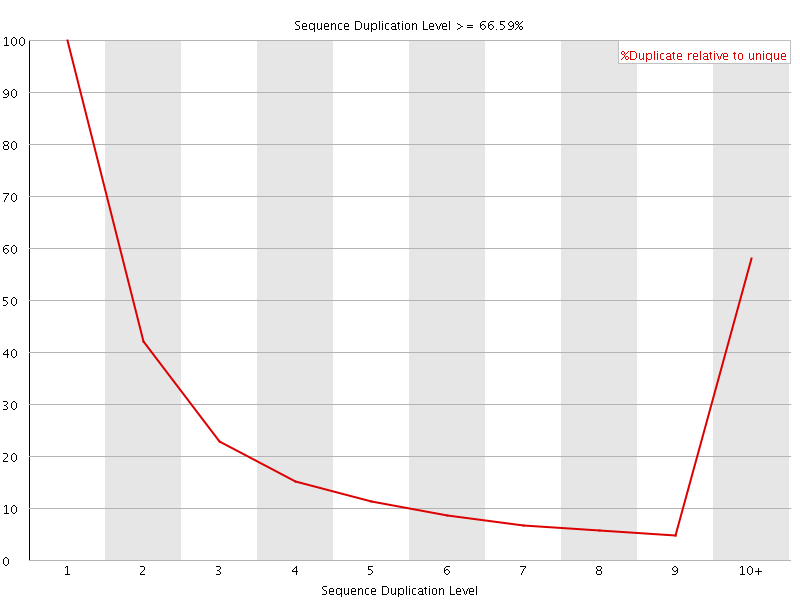 Sequence Duplication Level >= 66.59%
%Duplicate relative to unique
100
90
80
70
60
50
40
30
20
10
0
1 2 3 4 5 6 7 8 9 10+
Sequence Duplication Level